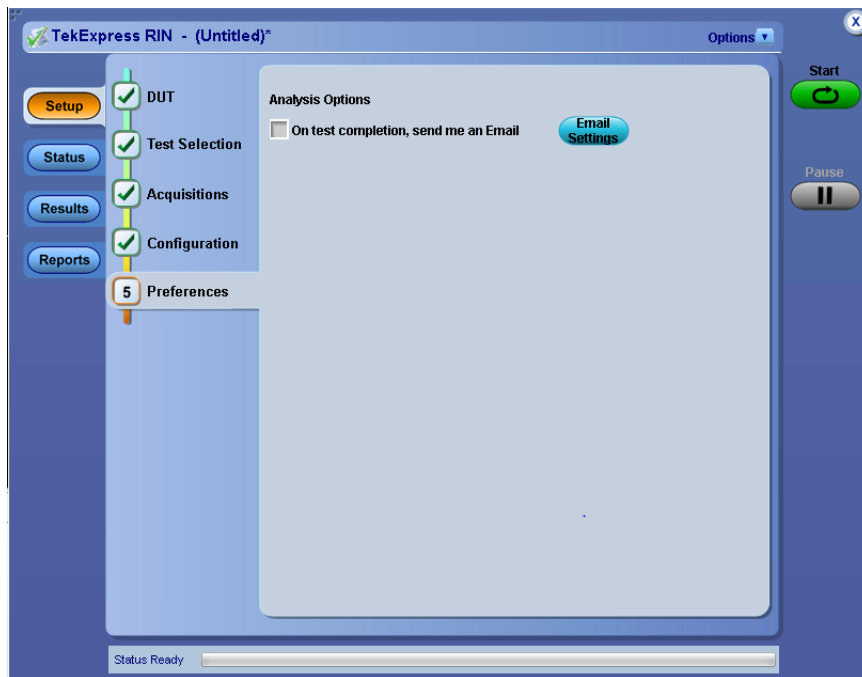 TekExpress RIN - (Untitled)*
Options
X
Start
Pause
Setup
Status
Results
Reports
DUT
Test Selection
Acquisitions
Configuration
5 Preferences
Analysis Options
On test completion, send me an Email
Email
Settings
Status Ready